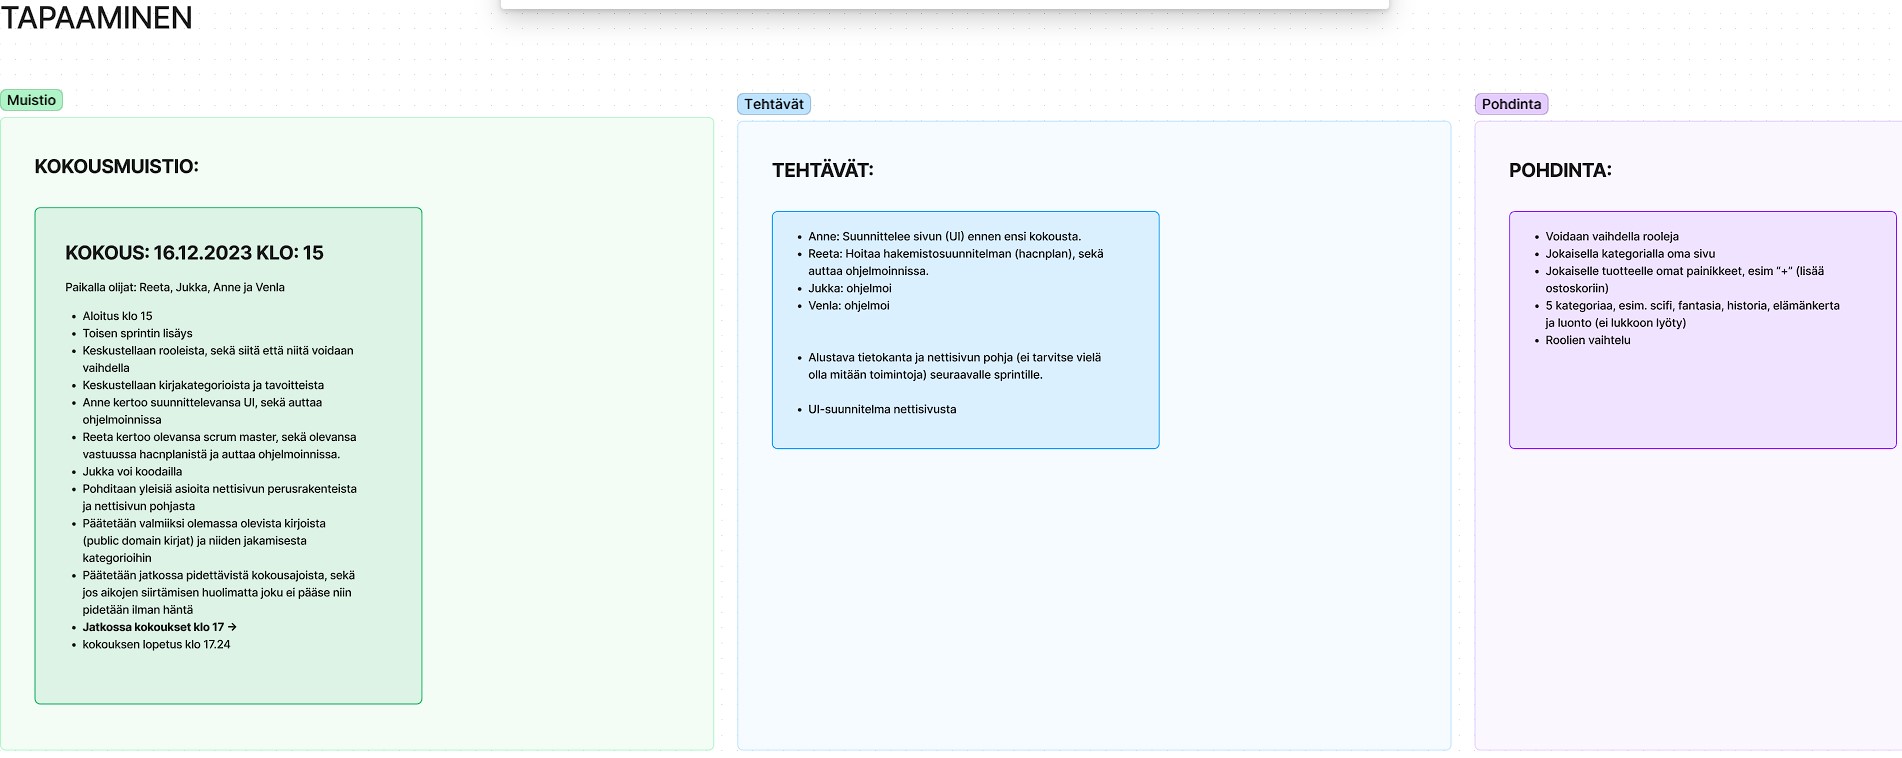 TAPAAMINEN
Muistio
KOKOUSMUISTIO:
KOKOUS: 16.12.2023 KLO: 15
Paikalla olijat: Reeta, Jukka, Anne ja Venla
• Aloitus klo 15
• Toisen sprintin lisäys
• Keskustellaan rooleista, sekä siitä että niitä voidaan
vaihdella
• Keskustellaan kirjakategorioista ja tavoitteista
• Anne kertoo suunnittelevansa UI, sekä auttaa
ohjelmoinnissa
• Reeta kertoo olevansa scrum master, sekä olevansa
vastuussa hacnplanistä ja auttaa ohjelmoinnissa.
• Jukka voi koodailla
• Pohditaan yleisiä asioita nettisivun perusrakenteista
ja nettisivun pohjasta
• Päätetään valmiiksi olemassa olevista kirjoista
(public domain kirjat) ja niiden jakamisesta
kategorioihin
• Päätetään jatkossa pidettävistä kokousajoista, sekä
jos aikojen siirtämisen huolimatta joku ei pääse niin
pidetään ilman häntä
• Jatkossa kokoukset klo 17 →
• kokouksen lopetus klo 17.24
Tehtävät
TEHTÄVÄT:
• Anne: Suunnittelee sivun (UI) ennen ensi kokousta.
• Reeta: Hoitaa hakemistosuunnitelman (hacnplan), sekä
auttaa ohjelmoinnissa.
• Jukka: ohjelmoi
• Venla: ohjelmoi
• Alustava tietokanta ja nettisivun pohja (ei tarvitse vielä
olla mitään toimintoja) seuraavalle sprintille.
• UI-suunnitelma nettisivusta
Pohdinta
POHDINTA:
• Voidaan vaihdella rooleja
• Jokaisella kategorialla oma sivu
• Jokaiselle tuotteelle omat painikkeet, esim "+" (lisää
ostoskoriin)
• 5 kategoriaa, esim. scifi, fantasia, historia, elämänkerta
ja luonto (ei lukkoon lyöty)
• Roolien vaihtelu